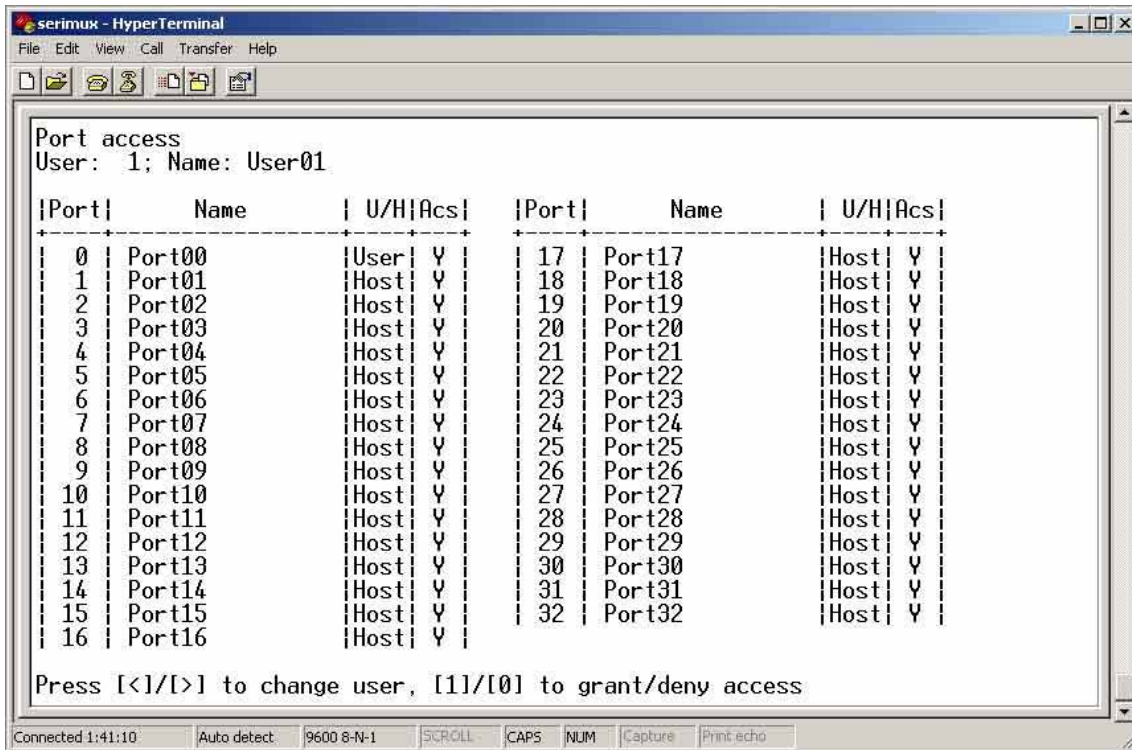 serimux - HyperTerminal
File Edit View Call Transfer Help
Port access
User: 1; Name: User01
|Port| Name | U/H|Acs| |Port| Name | U/H|Acs|
| 0 | Port00 |User| Y | | 17 | Port17 |Host| Y |
| 1 | Port01 |Host| Y | | 18 | Port18 |Host| Y |
| 2 | Port02 |Host| Y | | 19 | Port19 |Host| Y |
| 3 | Port03 |Host| Y | | 20 | Port20 |Host| Y |
| 4 | Port04 |Host| Y | | 21 | Port21 |Host| Y |
| 5 | Port05 |Host| Y | | 22 | Port22 |Host| Y |
| 6 | Port06 |Host| Y | | 23 | Port23 |Host| Y |
| 7 | Port07 |Host| Y | | 24 | Port24 |Host| Y |
| 8 | Port08 |Host| Y | | 25 | Port25 |Host| Y |
| 9 | Port09 |Host| Y | | 26 | Port26 |Host| Y |
| 10 | Port10 |Host| Y | | 27 | Port27 |Host| Y |
| 11 | Port11 |Host| Y | | 28 | Port28 |Host| Y |
| 12 | Port12 |Host| Y | | 29 | Port29 |Host| Y |
| 13 | Port13 |Host| Y | | 30 | Port30 |Host| Y |
| 14 | Port14 |Host| Y | | 31 | Port31 |Host| Y |
| 15 | Port15 |Host| Y | | 32 | Port32 |Host| Y |
| 16 | Port16 |Host| Y |
Press [<]/[>] to change user, [1]/[0] to grant/deny access
Connected 1:41:10 Auto detect 9600 8-N-1 SCROLL CAPS NUM Capture Print echo